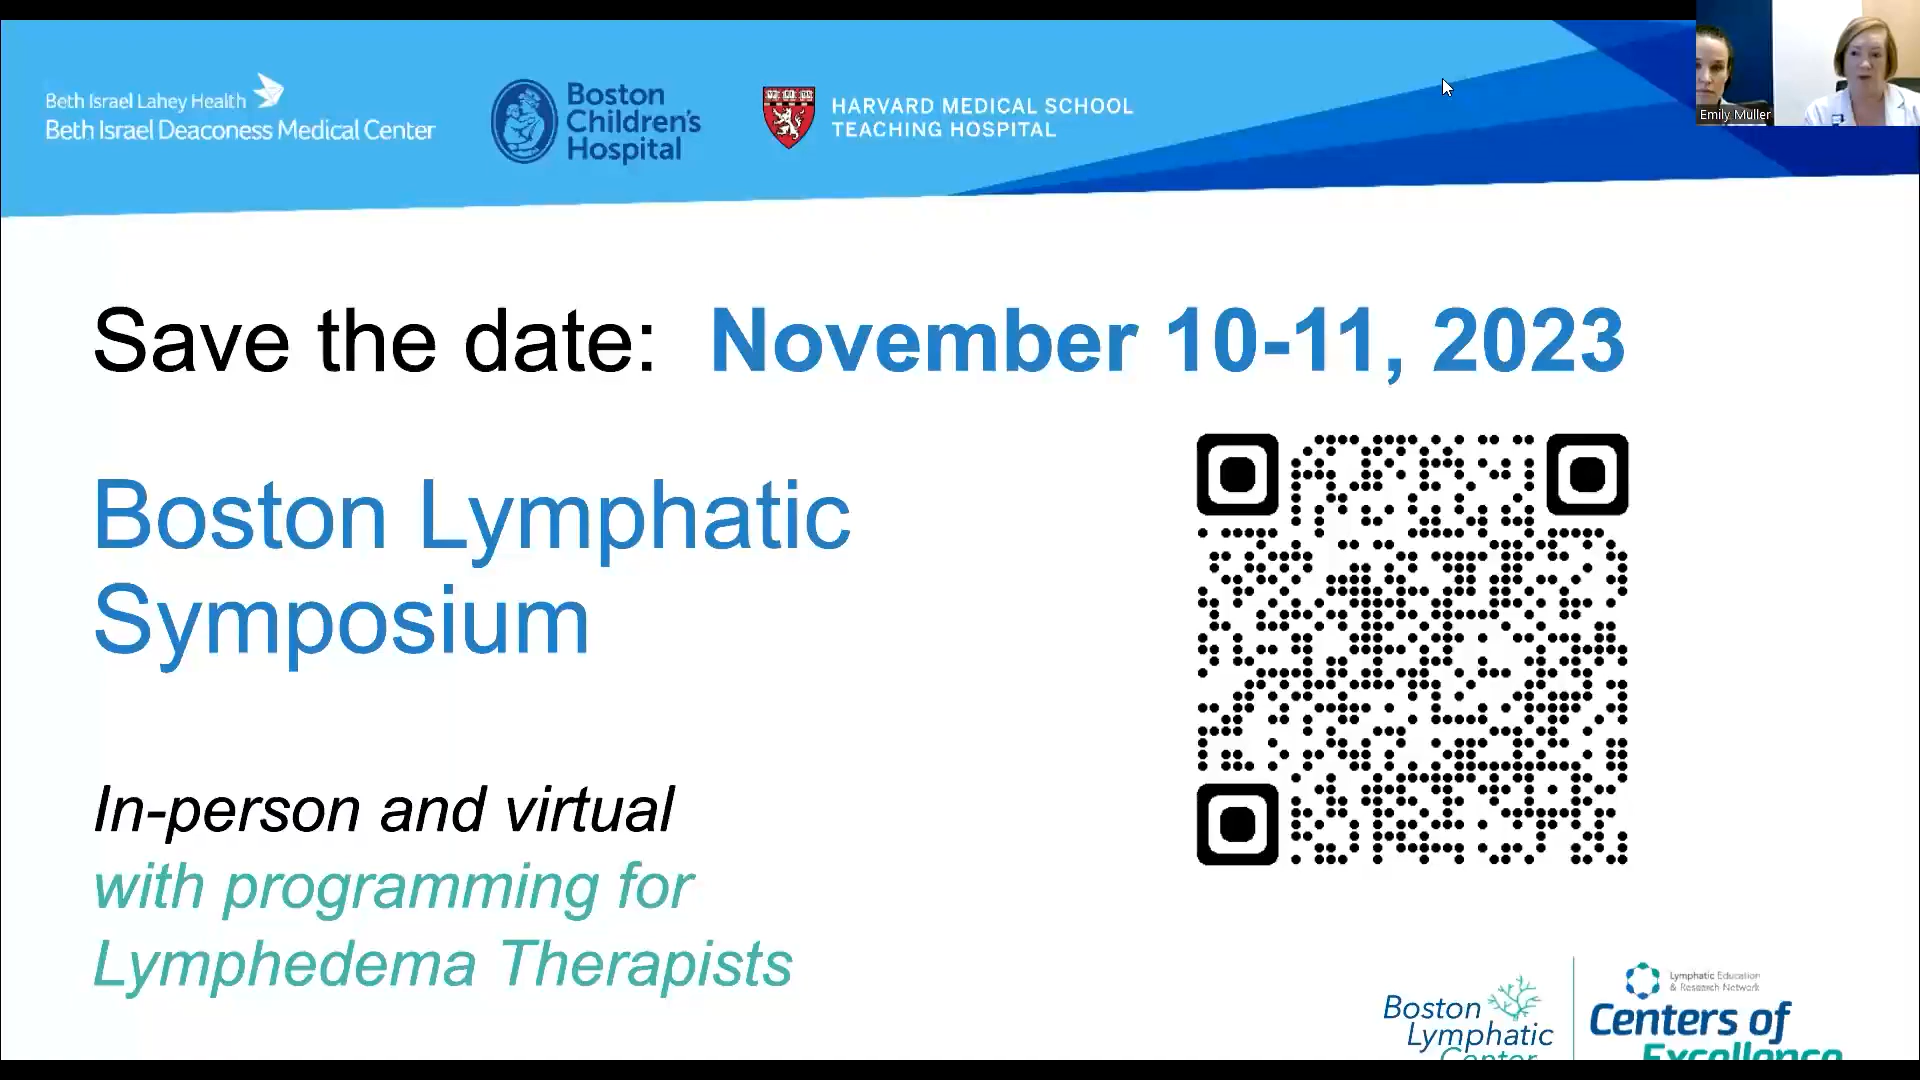 Beth Israel Lahey Health
Beth Israel Deaconess Medical Center
Boston
Children's
Hospital
HARVARD MEDICAL SCHOOL
TEACHING HOSPITAL
Emily Muller
Save the date: November 10-11, 2023
Boston Lymphatic
Symposium
In-person and virtual
with programming for
Lymphedema Therapists
Boston
Lymphatic
Center
Lymphatic Education
& Research Network
Centers of
Excellence